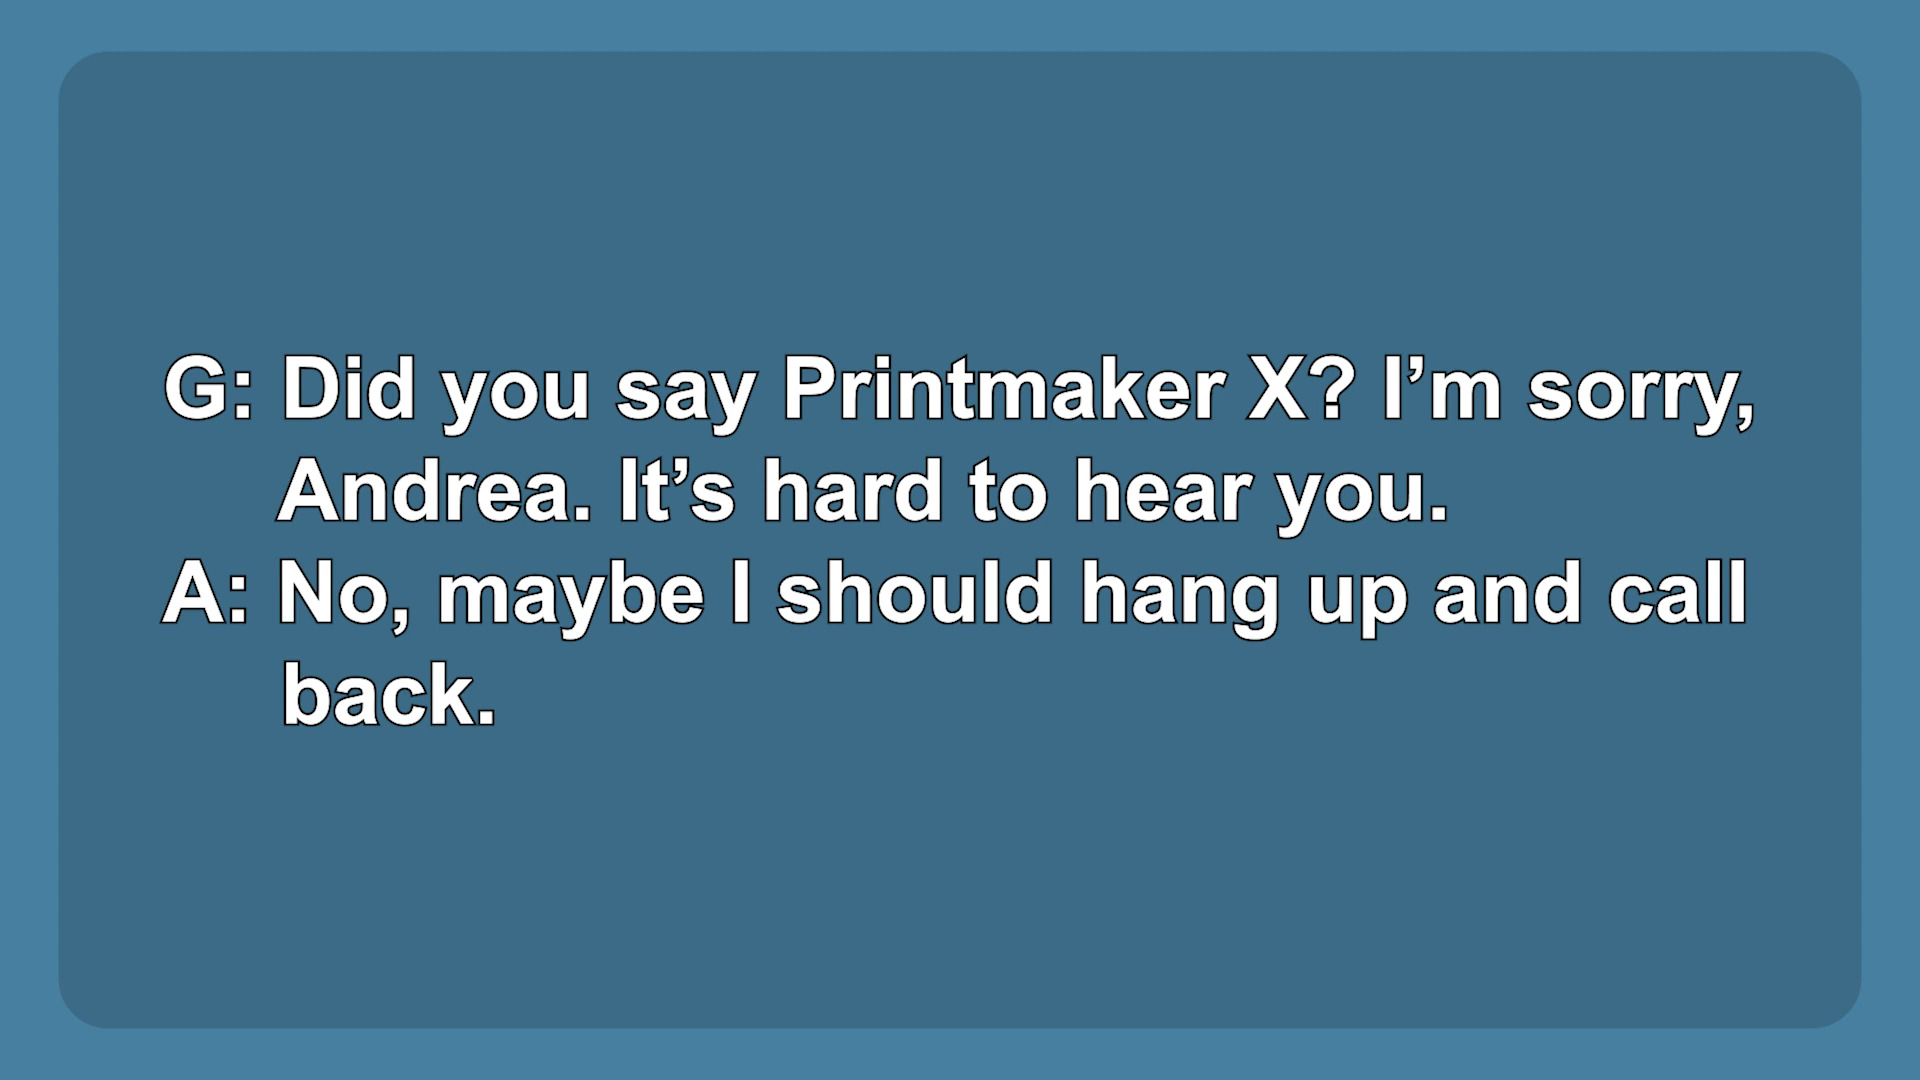 G: Did you say Printmaker X? I’m sorry,
Andrea. It’s hard to hear you.
A: No, maybe I should hang up and call
back.